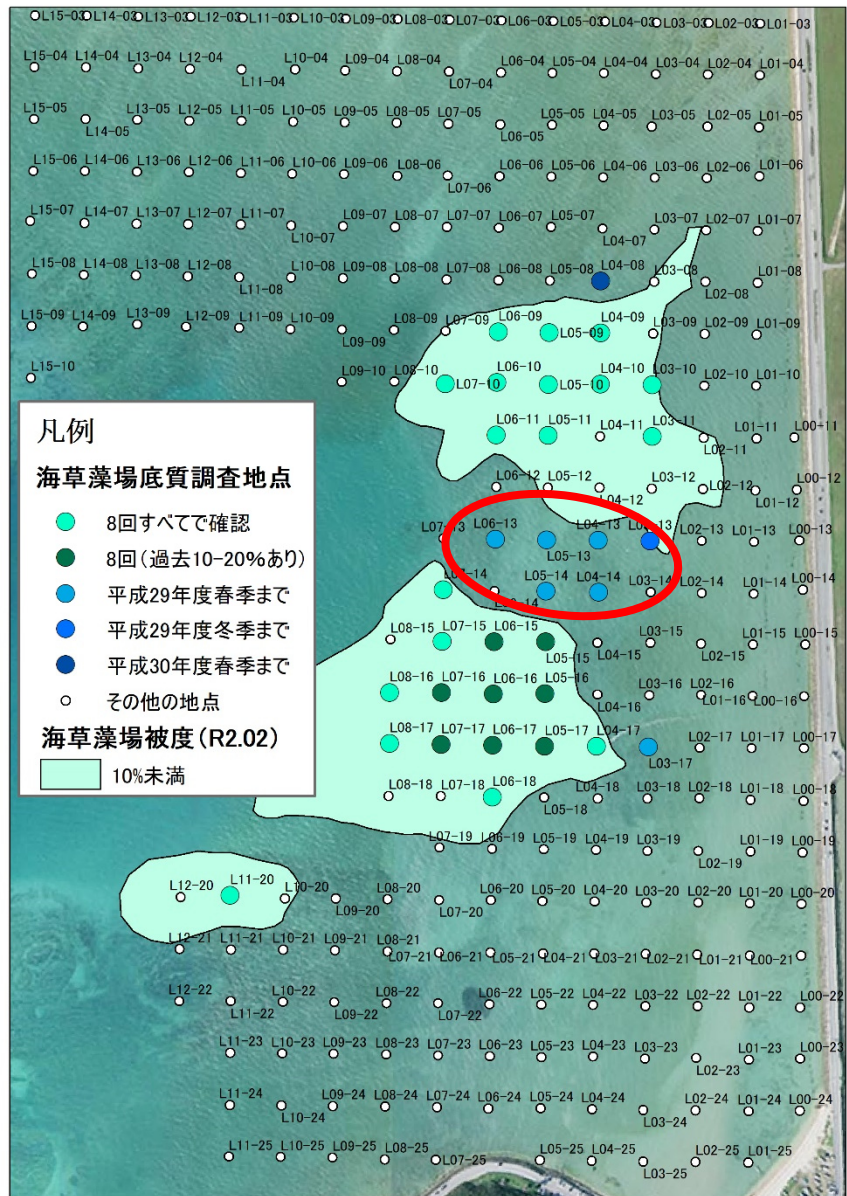 L15-03 L14-03 L13-03 L12-03 L11-03 L10-03 L09-03 L08-03 L07-03 L06-03 L05-03 L04-03 L03-03 L02-03 L01-03
L15-04 L14-04 L13-04 L12-04 L11-04 L10-04 L09-04 L08-04 L07-04 L06-04 L05-04 L04-04 L03-04 L02-04 L01-04
L15-05 L14-05 L13-05 L12-05 L11-05 L10-05 L09-05 L08-05 L07-05 L06-05 L05-05 L04-05 L03-05 L02-05 L01-05
L15-06 L14-06 L13-06 L12-06 L11-06 L10-06 L09-06 L08-06 L07-06 L06-06 L05-06 L04-06 L03-06 L02-06 L01-06
L15-07 L14-07 L13-07 L12-07 L11-07 L10-07 L09-07 L08-07 L07-07 L06-07 L05-07 L04-07 L03-07 L02-07 L01-07
L15-08 L14-08 L13-08 L12-08 L11-08 L10-08 L09-08 L08-08 L07-08 L06-08 L05-08 L04-08 L03-08 L02-08 L01-08
L15-09 L14-09 L13-09 L12-09 L11-09 L10-09 L09-09 L08-09 L07-09 L06-09 L05-09 L04-09 L03-09 L02-09 L01-09
L15-10 L09-10 L08-10 L07-10 L06-10 L05-10 L04-10 L03-10 L02-10 L01-10
L06-11 L05-11 L04-11 L03-11 L02-11 L01-11 L00-11
L06-12 L05-12 L04-12 L03-12 L02-12 L01-12 L00-12
L07-13 L06-13 L05-13 L04-13 L02-13 L01-13 L00-13
L07-14 L05-14 L04-14 L03-14 L02-14 L01-14 L00-14
L08-15 L07-15 L06-15 L05-15 L04-15 L03-15 L02-15 L01-15 L00-15
L08-16 L07-16 L06-16 L05-16 L04-16 L03-16 L02-16 L01-16 L00-16
L08-17 L07-17 L06-17 L05-17 L04-17 L03-17 L02-17 L01-17 L00-17
L08-18 L07-18 L06-18 L05-18 L04-18 L03-18 L02-18 L01-18 L00-18
L07-19 L06-19 L05-19 L04-19 L03-19 L02-19 L01-19 L00-19
L12-20 L11-20 L10-20 L09-20 L08-20 L07-20 L06-20 L05-20 L04-20 L03-20 L02-20 L01-20 L00-20
L12-21 L11-21 L10-21 L09-21 L08-21 L07-21 L06-21 L05-21 L04-21 L03-21 L02-21 L01-21 L00-21
L12-22 L11-22 L10-22 L09-22 L08-22 L07-22 L06-22 L05-22 L04-22 L03-22 L02-22 L01-22 L00-22
L11-23 L10-23 L09-23 L08-23 L07-23 L06-23 L05-23 L04-23 L03-23 L02-23 L01-23 L00-23
L11-24 L10-24 L09-24 L08-24 L07-24 L06-24 L05-24 L04-24 L03-24 L02-24 L01-24 L00-24
L11-25 L10-25 L09-25 L08-25 L07-25 L05-25 L04-25 L03-25 L02-25 L01-25
凡例
海草藻場底質調査地点
8回すべてで確認
8回(過去10-20%あり)
平成29年度春季まで
平成29年度冬季まで
平成30年度春季まで
その他の地点
海草藻場被度(R2.02)
10%未満